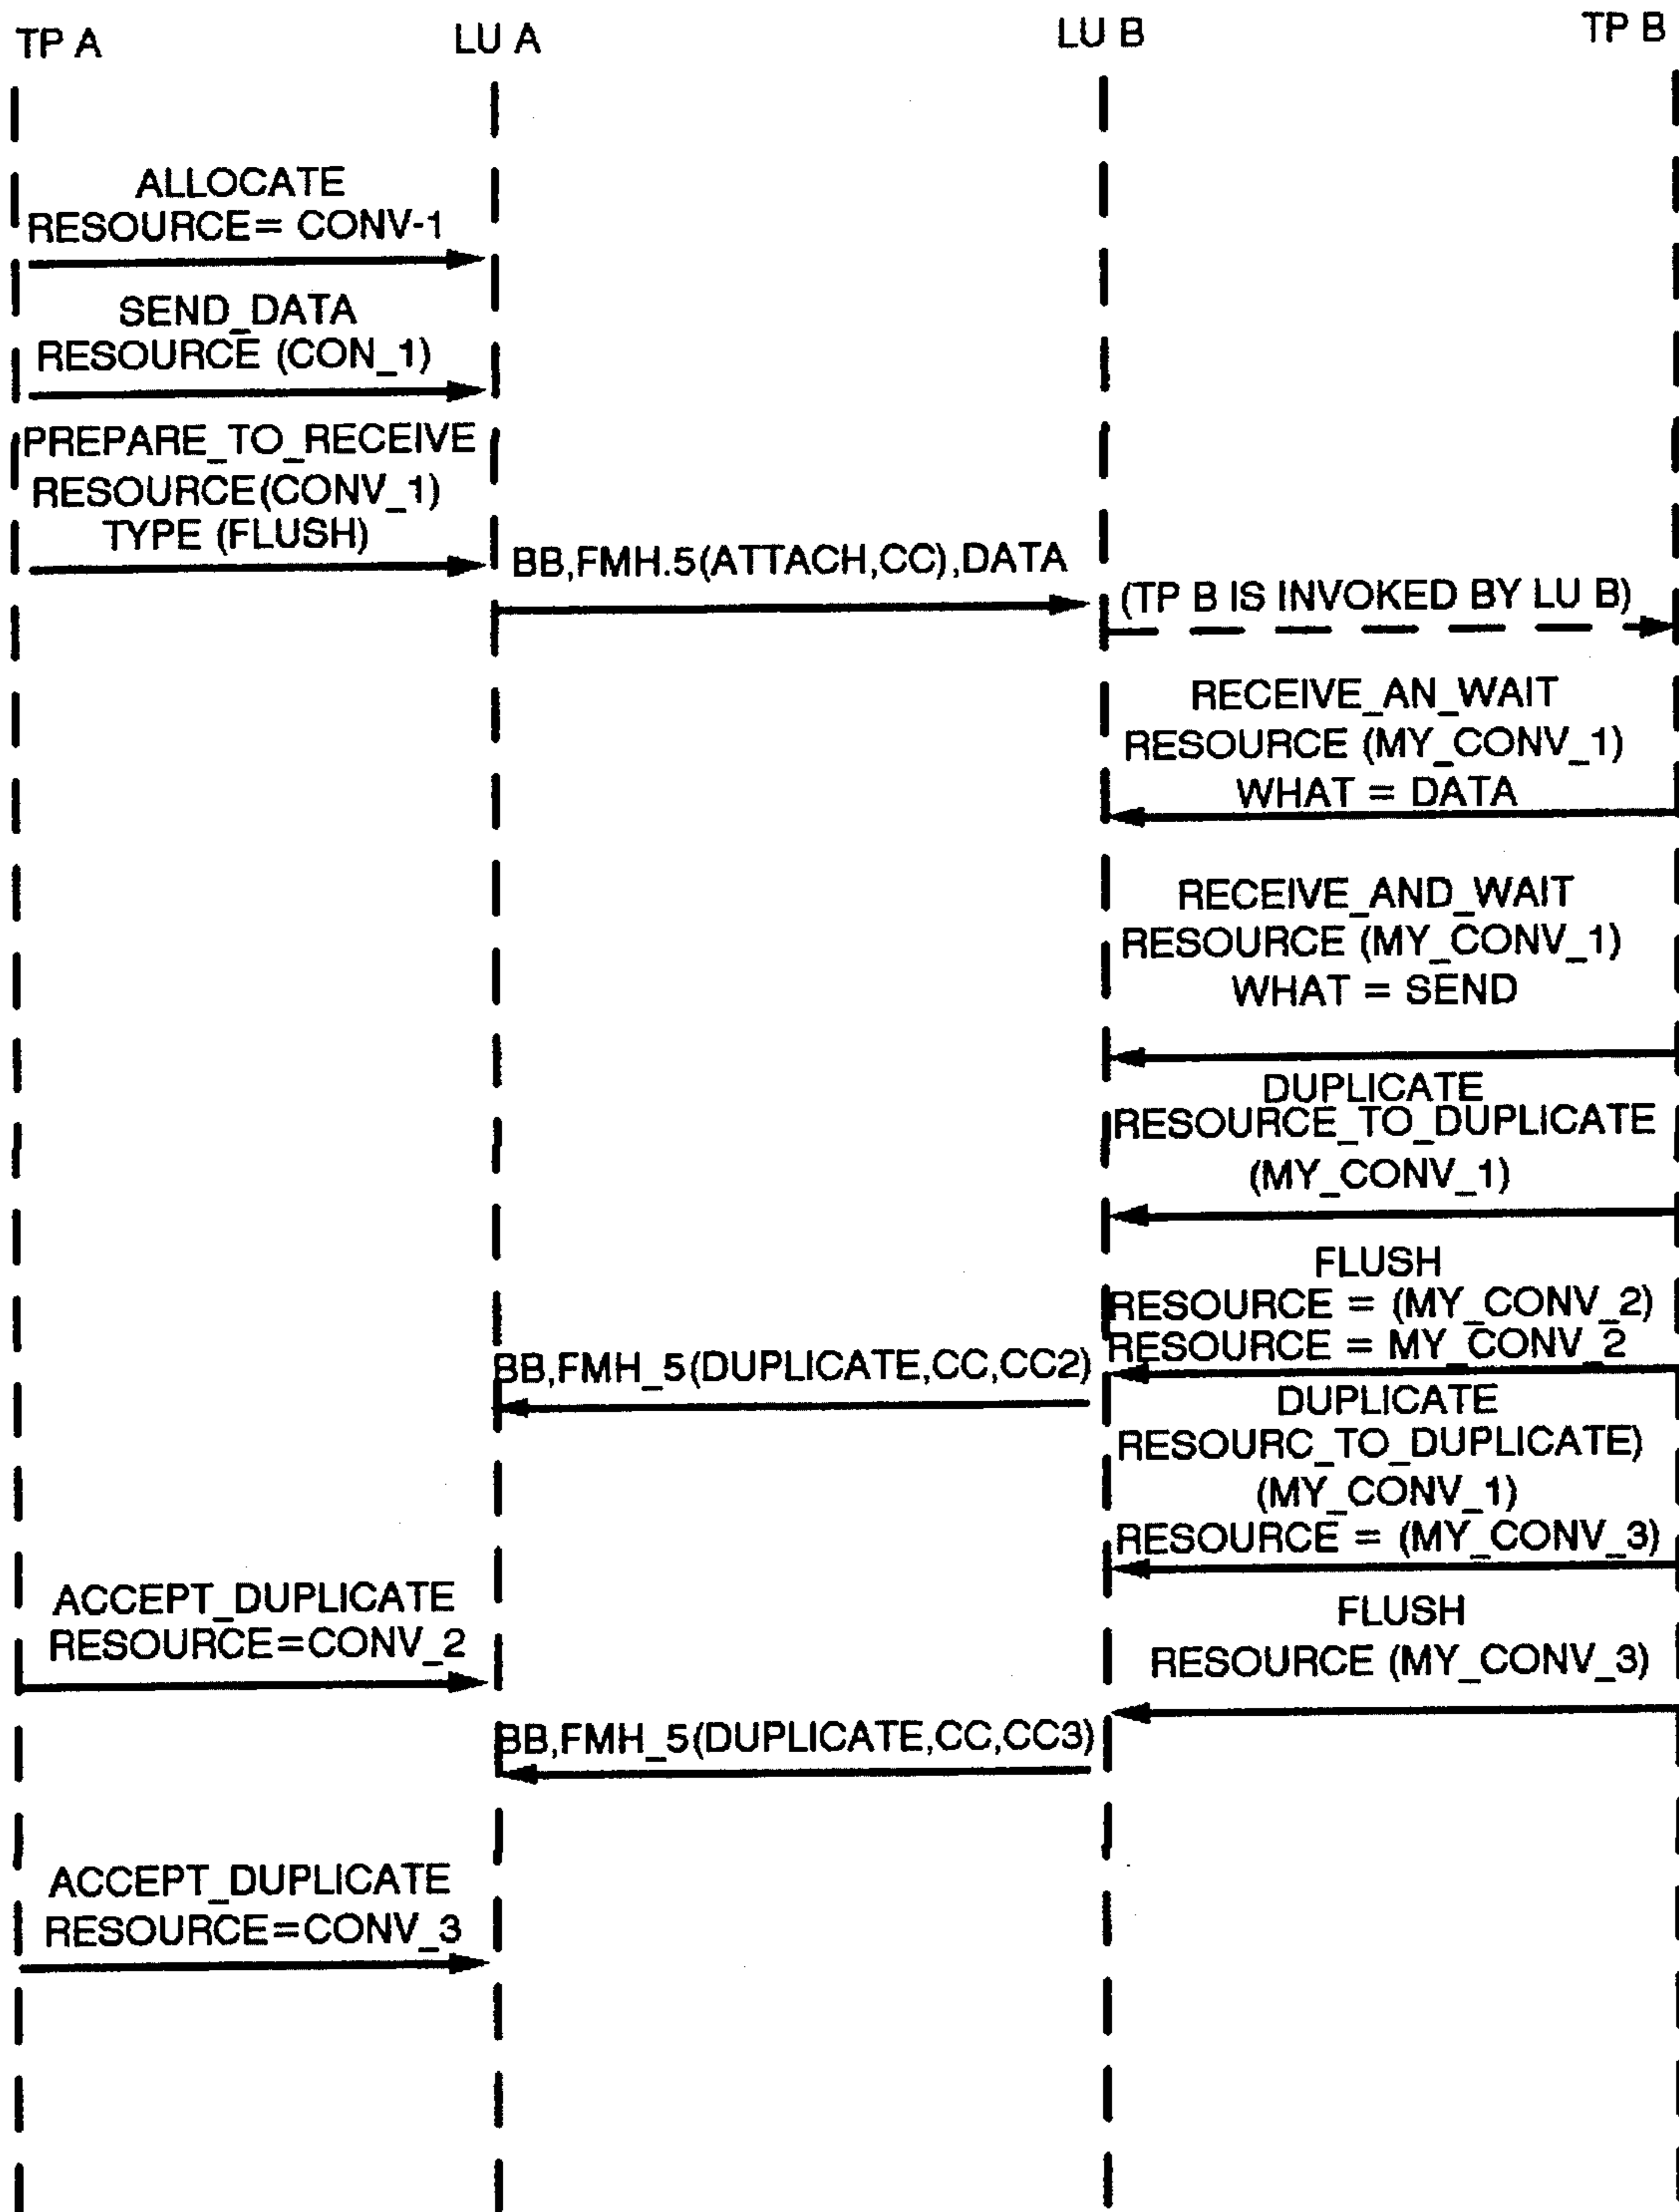 TP A
LU A
LU B
TP B
ALLOCATE
RESOURCE= CONV-1
SEND_DATA
RESOURCE (CON_1)
PREPARE_TO_RECEIVE
RESOURCE(CONV_1)
TYPE (FLUSH)
BB,FMH.5(ATTACH,CC),DATA
(TP B IS INVOKED BY LU B)
RECEIVE_AN_WAIT
RESOURCE (MY_CONV_1)
WHAT = DATA
RECEIVE_AND_WAIT
RESOURCE (MY_CONV_1)
WHAT = SEND
DUPLICATE
RESOURCE_TO_DUPLICATE
(MY_CONV_1)
FLUSH
RESOURCE = (MY_CONV_2)
RESOURCE = MY_CONV_2
BB,FMH_5(DUPLICATE,CC,CC2)
DUPLICATE
RESOURC_TO_DUPLICATE)
(MY_CONV_1)
RESOURCE = (MY_CONV_3)
ACCEPT_DUPLICATE
RESOURCE=CONV_2
FLUSH
RESOURCE (MY_CONV_3)
BB,FMH_5(DUPLICATE,CC,CC3)
ACCEPT_DUPLICATE
RESOURCE=CONV_3